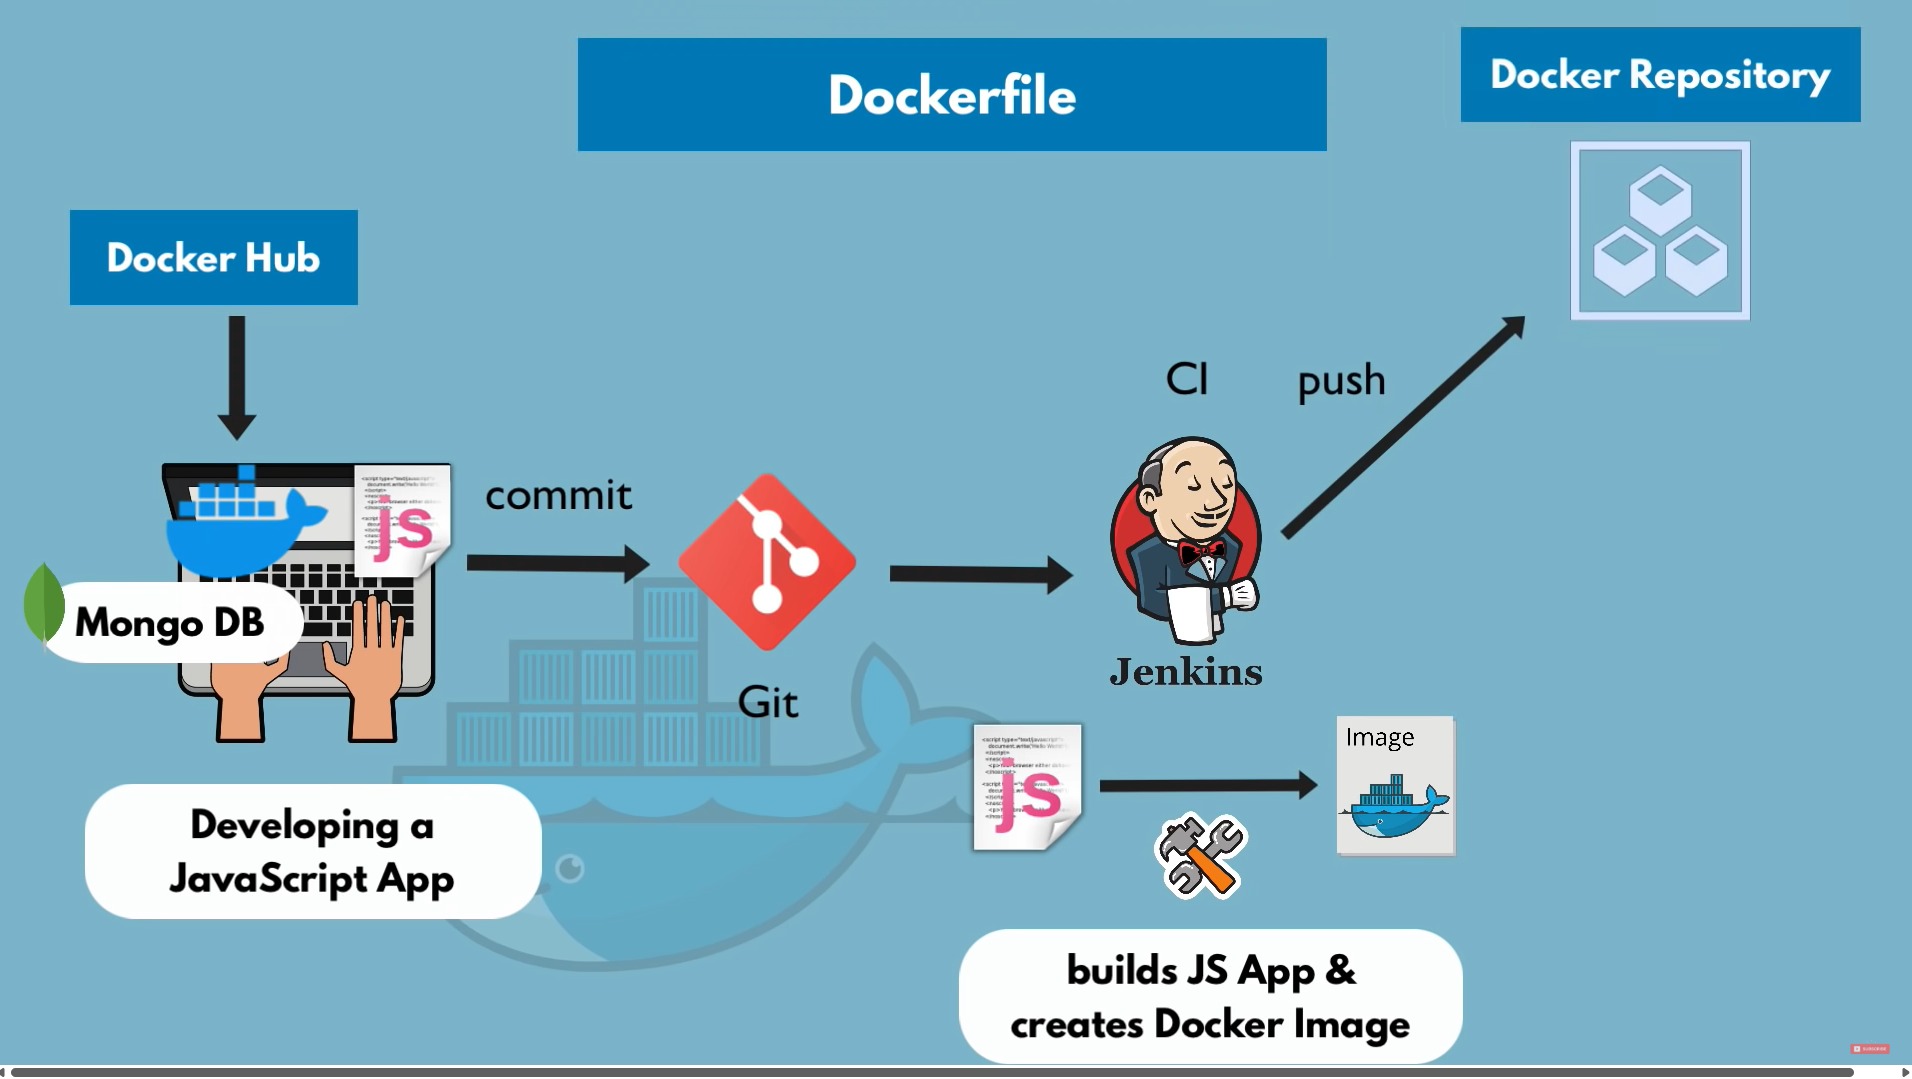 Dockerfile
Docker Repository
Docker Hub
CI
push
commit
js
Mongo DB
Jenkins
Git
js
Image
Developing a
JavaScript App
builds JS App &
creates Docker Image
SUBSCRIBE